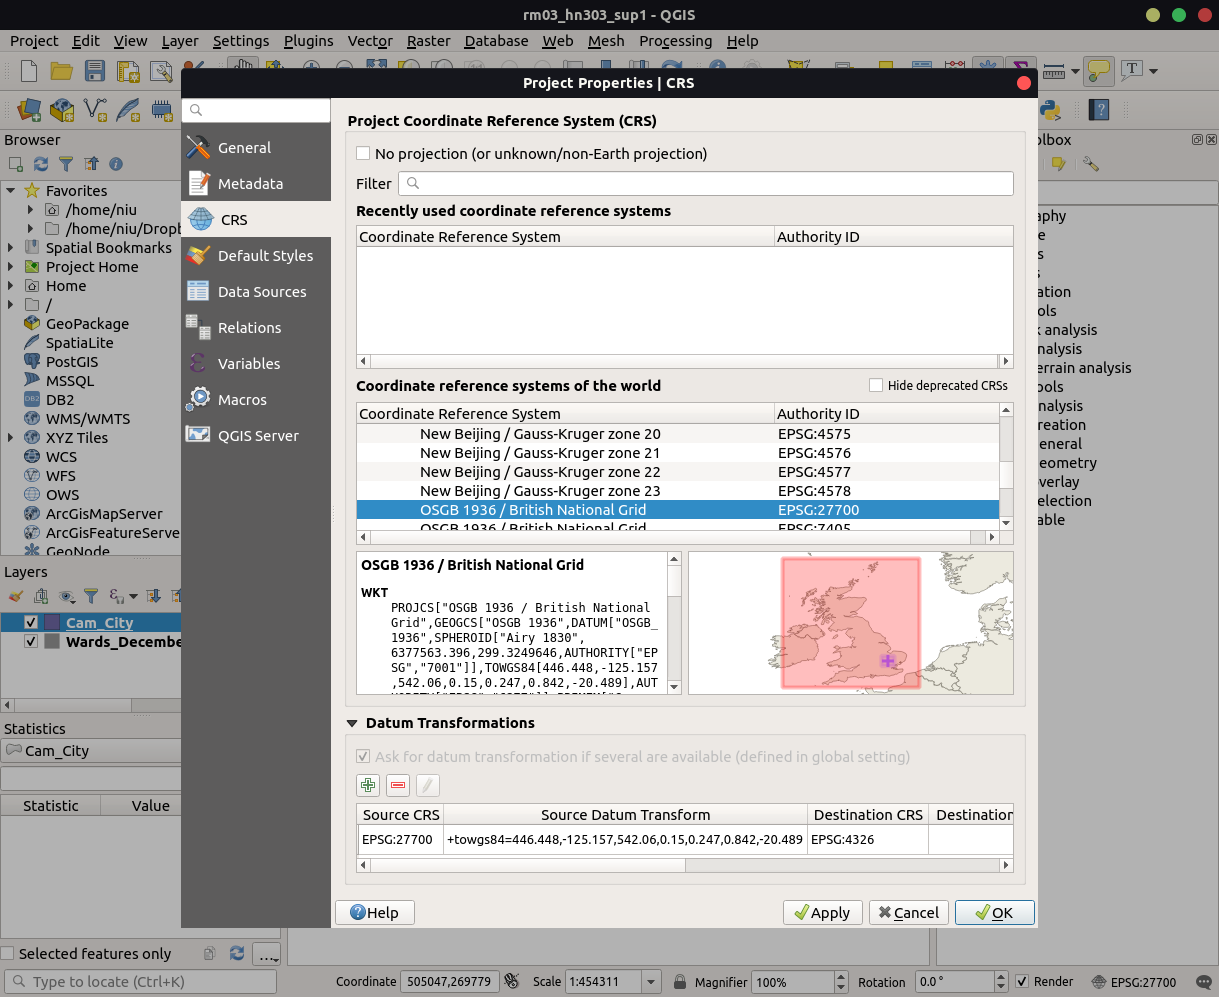 rm03_hn303_sup1 - QGIS
Project Edit View Layer Settings Plugins Vector Raster Database Web Mesh Processing Help
Project Properties | CRS
Browser
Favorites
/home/niu
/home/niu/Dropb
Spatial Bookmarks
Project Home
Home
/
GeoPackage
SpatiaLite
PostGIS
MSSQL
DB2
WMS/WMTS
XYZ Tiles
WCS
WFS
OWS
ArcGisMapServer
ArcGisFeatureServe
GeoNode
Layers
Cam_City
Wards_Decembe
Statistics
Cam_City
Statistic Value
Selected features only
...
General
Metadata
CRS
Default Styles
Data Sources
Relations
Variables
Macros
QGIS Server
Project Coordinate Reference System (CRS)
No projection (or unknown/non-Earth projection)
Filter
Recently used coordinate reference systems
Coordinate Reference System Authority ID
Coordinate reference systems of the world
Hide deprecated CRSs
Coordinate Reference System Authority ID
New Beijing / Gauss-Kruger zone 20 EPSG:4575
New Beijing / Gauss-Kruger zone 21 EPSG:4576
New Beijing / Gauss-Kruger zone 22 EPSG:4577
New Beijing / Gauss-Kruger zone 23 EPSG:4578
OSGB 1936 / British National Grid EPSG:27700
OSGB 1936 / British National Grid EPSG:7405
OSGB 1936 / British National Grid
WKT
PROJCS["OSGB 1936 / British National
Grid",GEOGCS["OSGB 1936",DATUM["OSGB_
1936",SPHEROID["Airy 1830",
6377563.396,299.3249646,AUTHORITY["EP
SG","7001"]],TOWGS84[446.448,-125.157
,542.06,0.15,0.247,0.842,-20.489],AUT
Datum Transformations
Ask for datum transformation if several are available (defined in global setting)
Source CRS Source Datum Transform Destination CRS Destination
EPSG:27700 +towgs84=446.448,-125.157,542.06,0.15,0.247,0.842,-20.489 EPSG:4326
Help Apply Cancel OK
olbox
aphy
e
s
s
ation
ols
k analysis
nalysis
errain analysis
ools
nalysis
reation
eneral
eometry
verlay
election
able
Type to locate (Ctrl+K) Coordinate 505047,269779 Scale 1:454311 Magnifier 100% Rotation 0.0 ° Render EPSG:27700